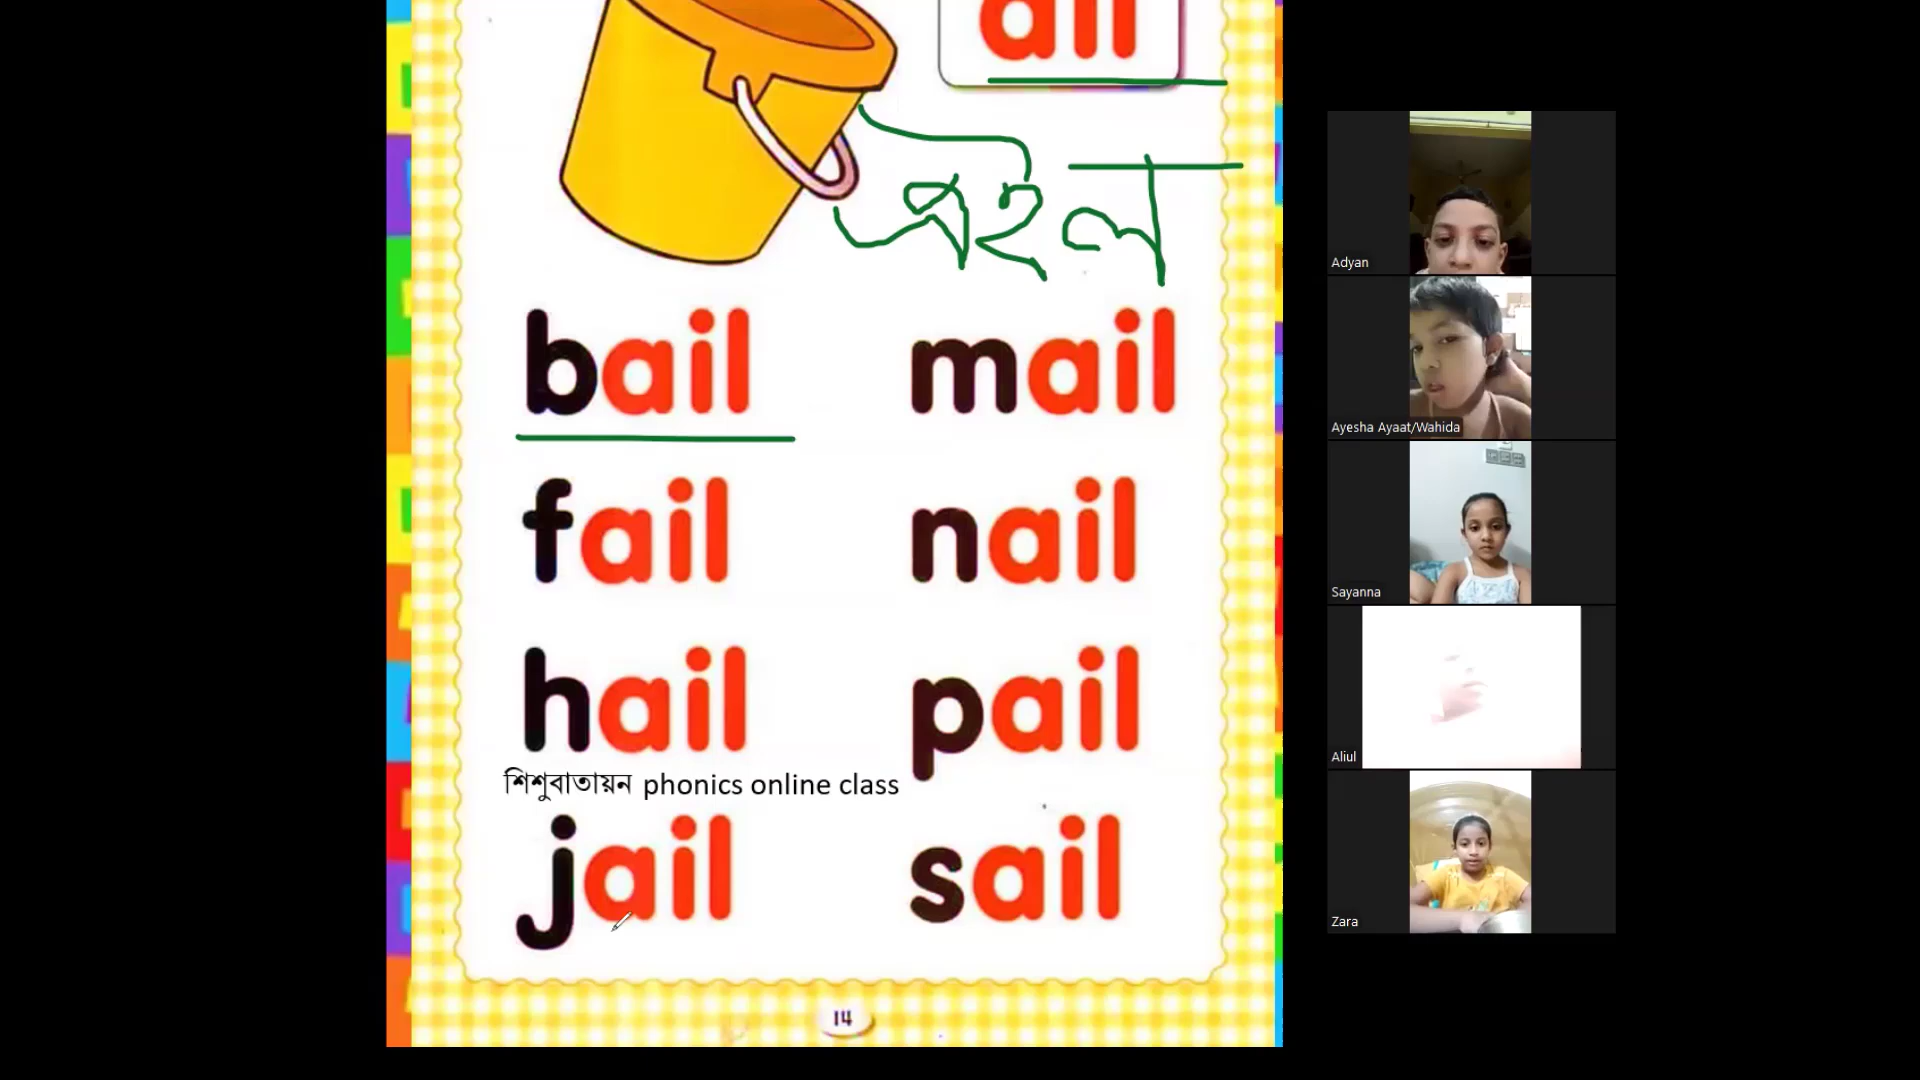 ail
এইল
bail mail
fail nail
hail pail
শিশুবাতায়ন phonics online class
jail sail
14
Adyan
Ayesha Ayaat/Wahida
Sayanna
Aliul
Zara